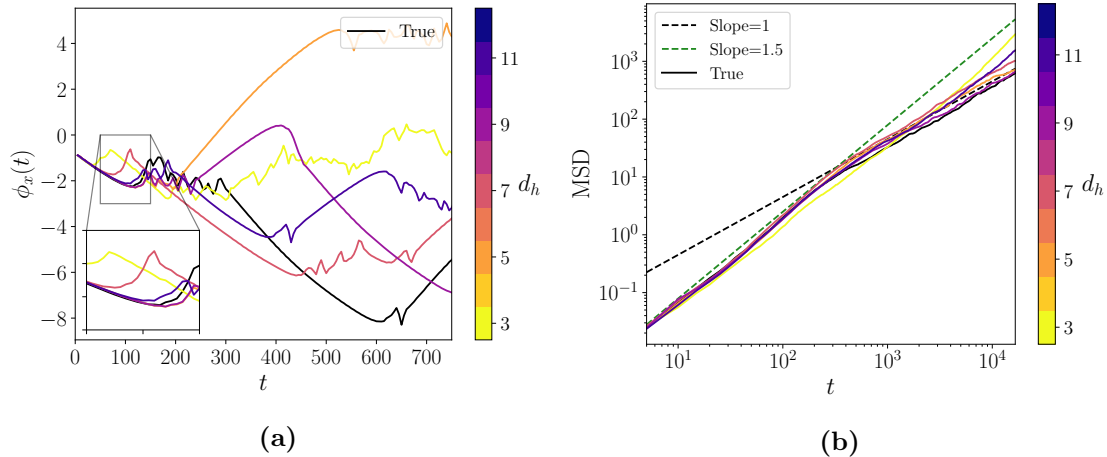 True
ϕₓ(t)
4
2
0
−2
−4
−6
−8
0 100 200 300 400 500 600 700
t
11
9
7
5
3
d_h
(a)
Slope=1
Slope=1.5
True
MSD
10³
10²
10¹
10⁰
10⁻¹
10¹ 10² 10³ 10⁴
t
11
9
7
5
3
d_h
(b)